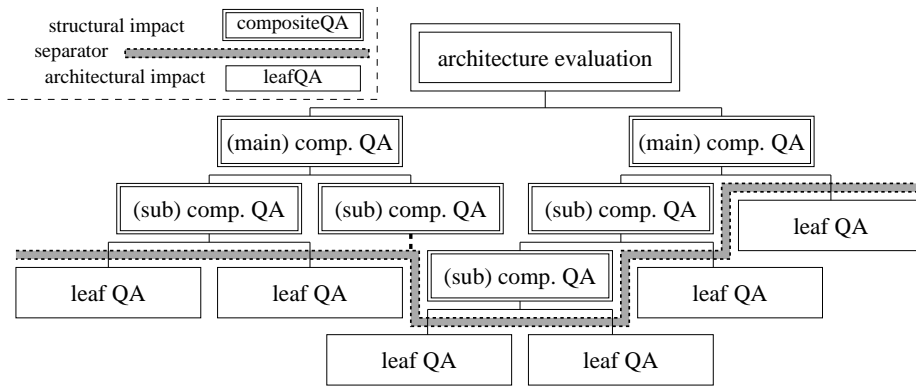 structural impact
compositeQA
separator
architectural impact
leafQA
architecture evaluation
(main) comp. QA
(main) comp. QA
(sub) comp. QA
(sub) comp. QA
(sub) comp. QA
leaf QA
leaf QA
leaf QA
(sub) comp. QA
leaf QA
leaf QA
leaf QA